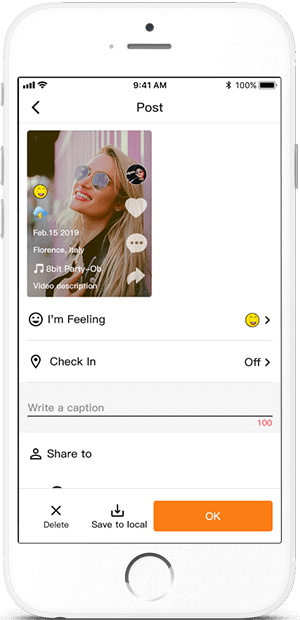 9:41 AM
100%
Post
Feb.15 2019
Florence, Italy
8bit Party-Ob
Video description
I'm Feeling
Check In
Off
Write a caption
100
Share to
Delete
Save to local
OK